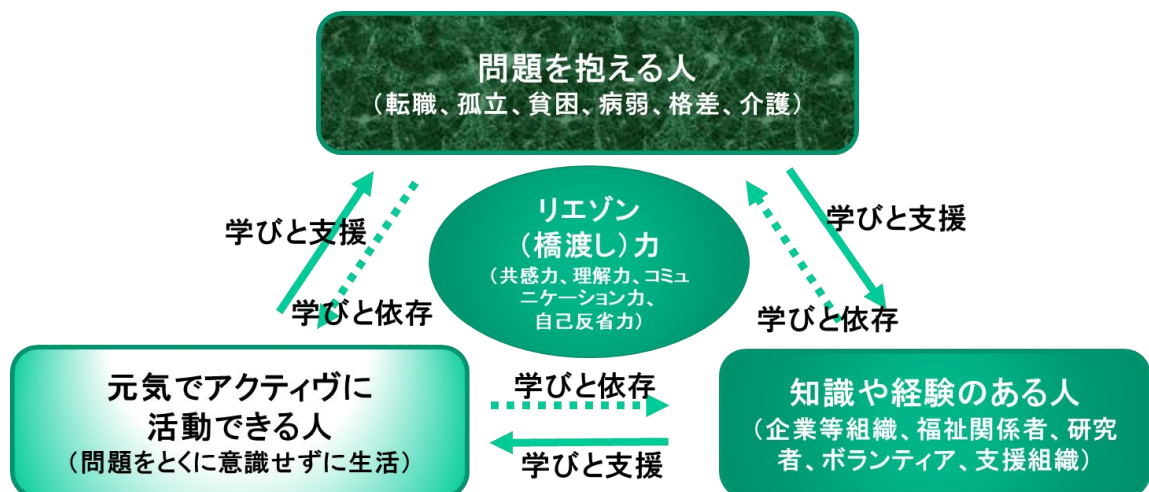 問題を抱える人
（転職、孤立、貧困、病弱、格差、介護）
リエゾン
（橋渡し）力
（共感力、理解力、コミュ
ニケーション力、
自己反省力）
学びと支援
学びと依存
学びと支援
学びと依存
元気でアクティヴに
活動できる人
（問題をとくに意識せずに生活）
学びと依存
学びと支援
知識や経験のある人
（企業等組織、福祉関係者、研究
者、ボランティア、支援組織）